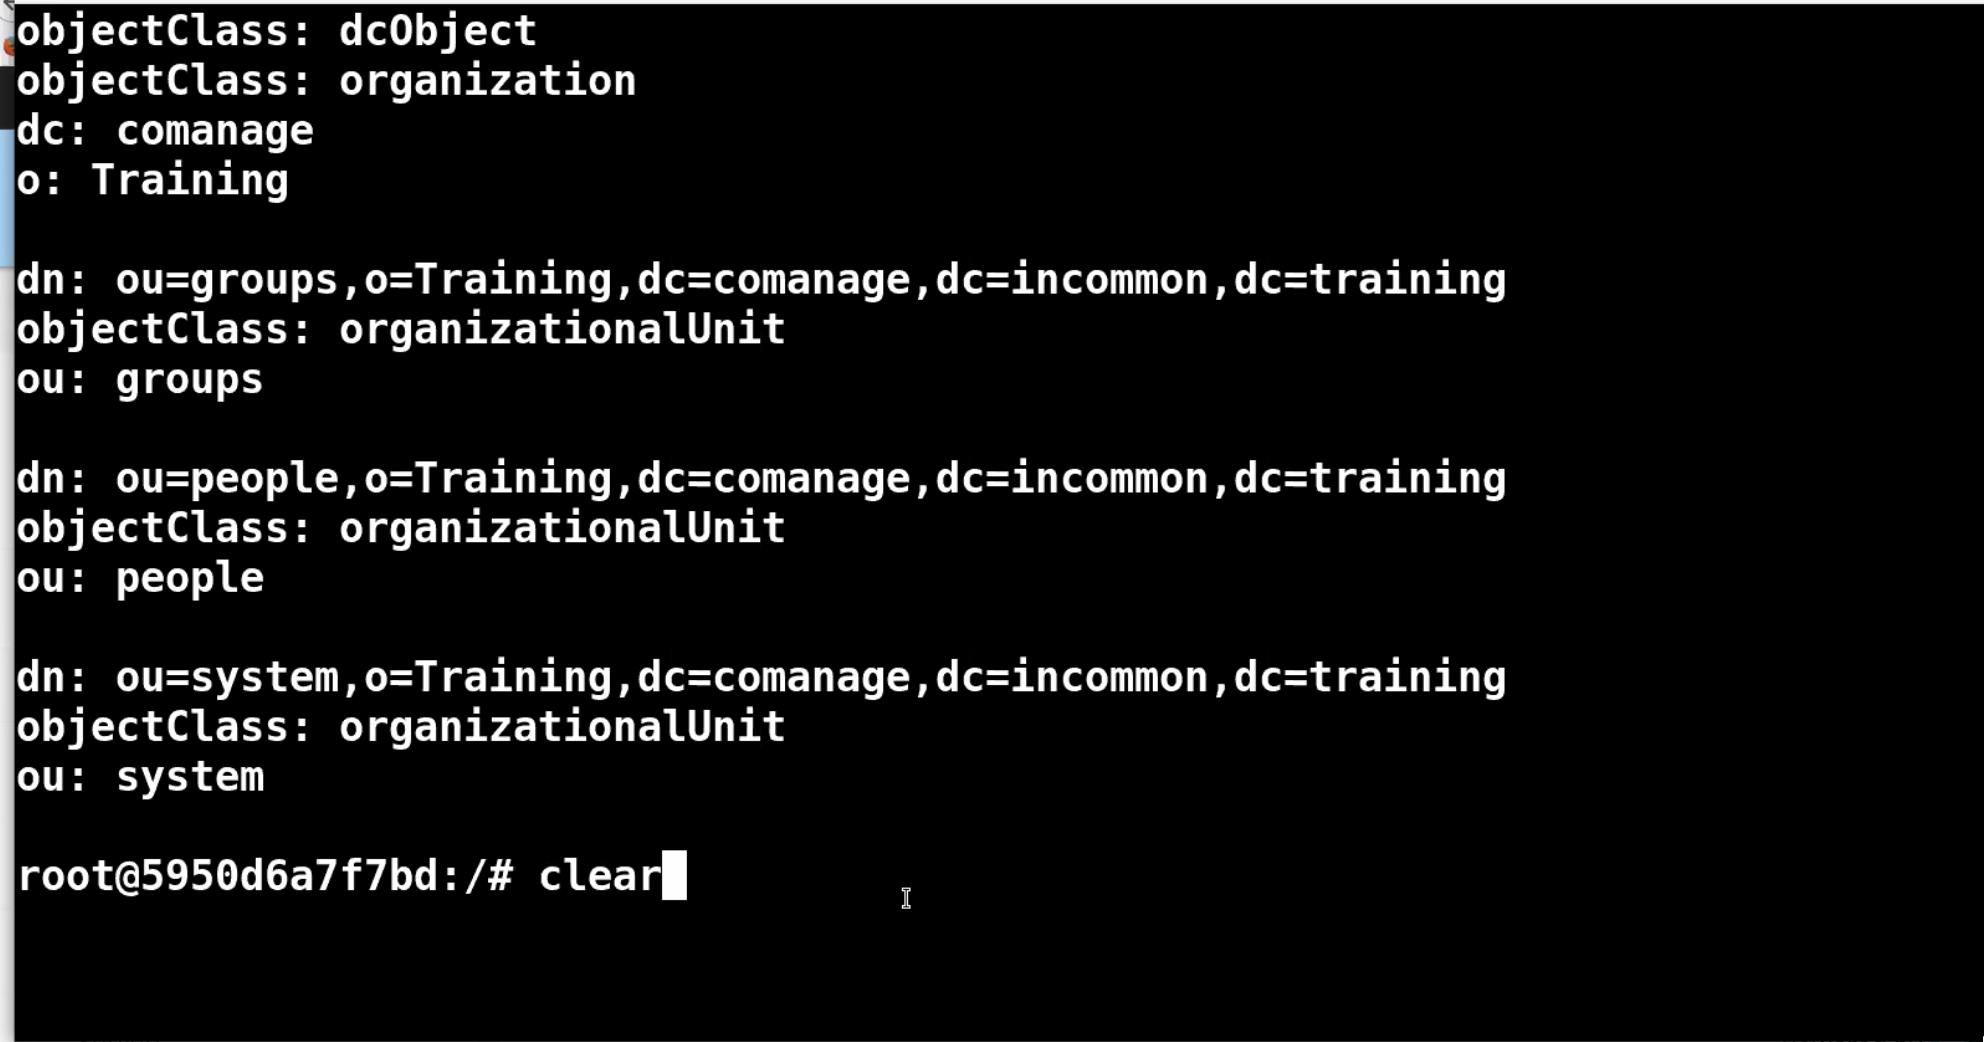 objectClass: dcObject
objectClass: organization
dc: comanage
o: Training
dn: ou=groups,o=Training,dc=comanage,dc=incommon,dc=training
objectClass: organizationalUnit
ou: groups
dn: ou=people,o=Training,dc=comanage,dc=incommon,dc=training
objectClass: organizationalUnit
ou: people
dn: ou=system,o=Training,dc=comanage,dc=incommon,dc=training
objectClass: organizationalUnit
ou: system
root@5950d6a7f7bd:/# clear